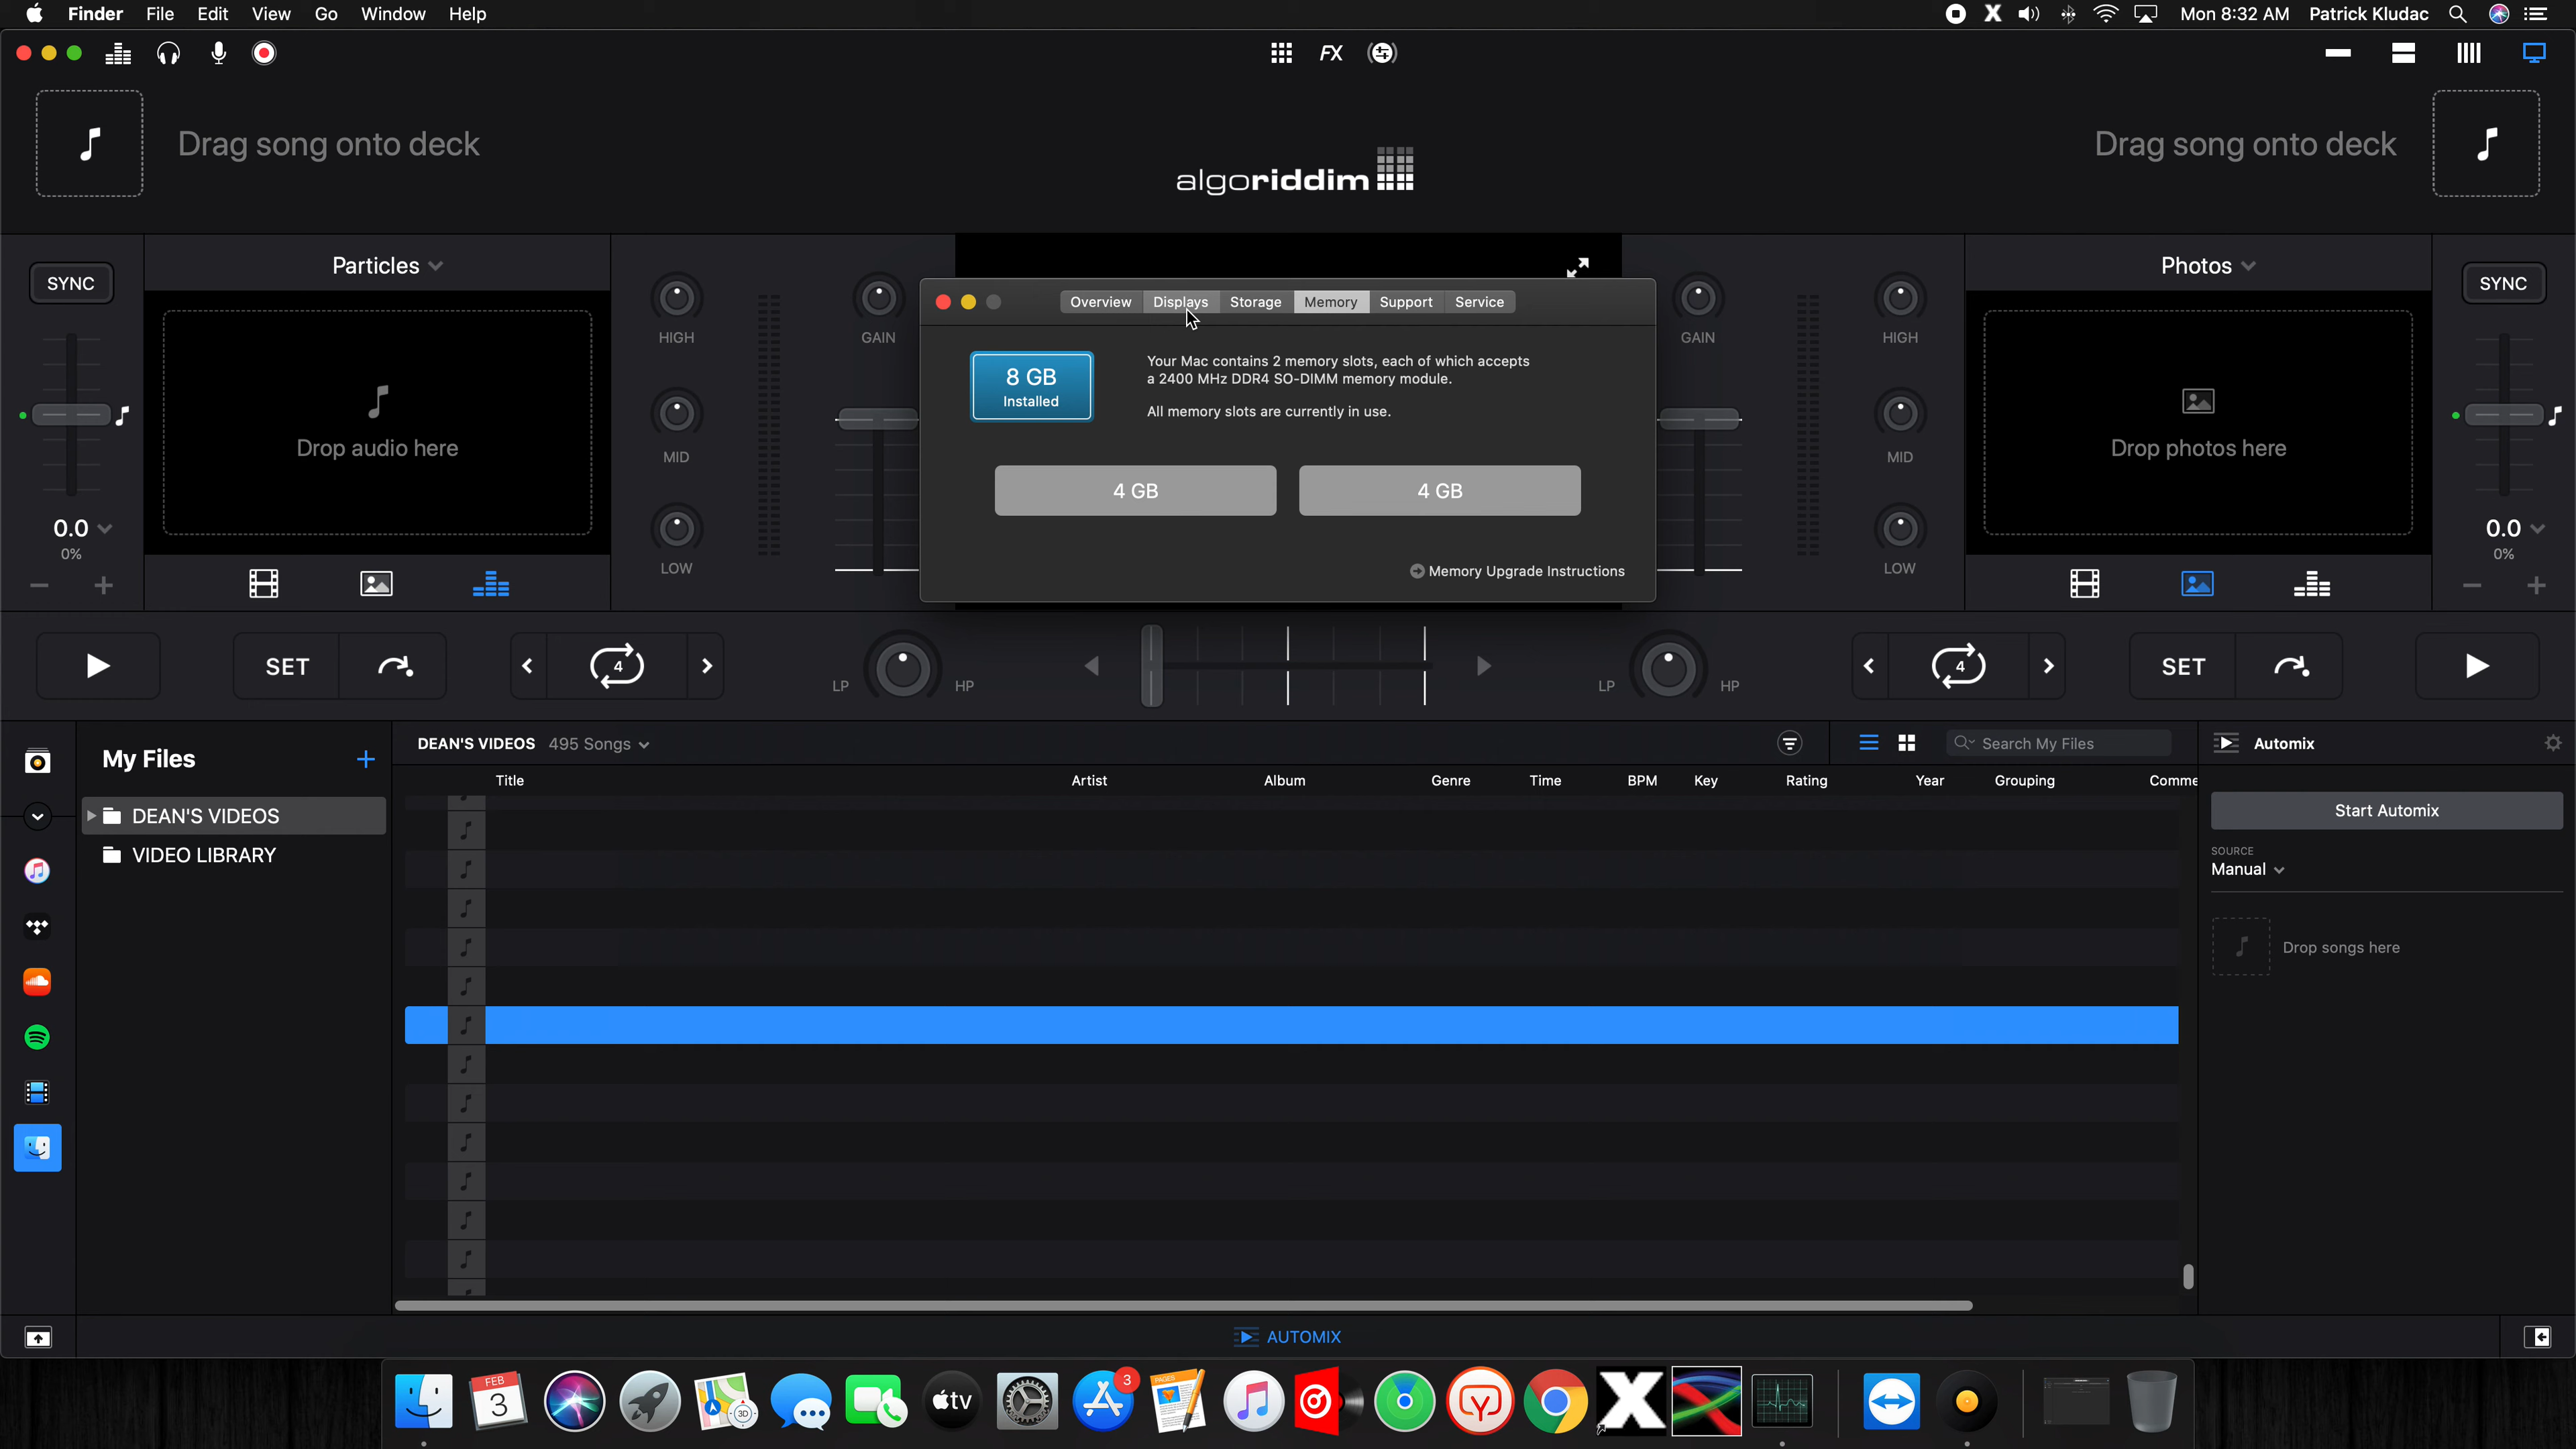 Finder File Edit View Go Window Help Mon 8:32 AM Patrick Kludac
FX
Drag song onto deck
algoriddim
Drag song onto deck
SYNC
Particles
Photos
SYNC
Overview Displays Storage Memory Support Service
HIGH
GAIN
GAIN
HIGH
8 GB
Installed
Your Mac contains 2 memory slots, each of which accepts
a 2400 MHz DDR4 SO-DIMM memory module.
All memory slots are currently in use.
Drop audio here
MID
MID
Drop photos here
4 GB 4 GB
0.0
0%
LOW
Memory Upgrade Instructions
LOW
0.0
0%
SET 4 LP HP LP HP 4 SET
My Files
DEAN'S VIDEOS 495 Songs
Search My Files
Automix
Title Artist Album Genre Time BPM Key Rating Year Grouping Comme
DEAN'S VIDEOS
VIDEO LIBRARY
Start Automix
SOURCE
Manual
Drop songs here
AUTOMIX
FEB
3
3D
tv
3
PAGES
X